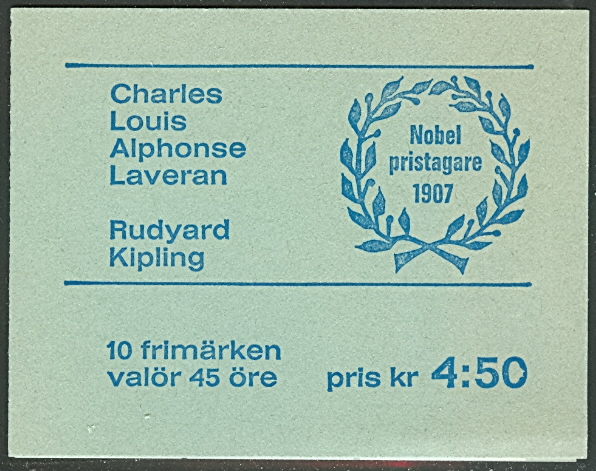 Charles
Louis
Alphonse
Laveran
Rudyard
Kipling
Nobel
pristagare
1907
10 frimärken
valör 45 öre
pris kr 4:50